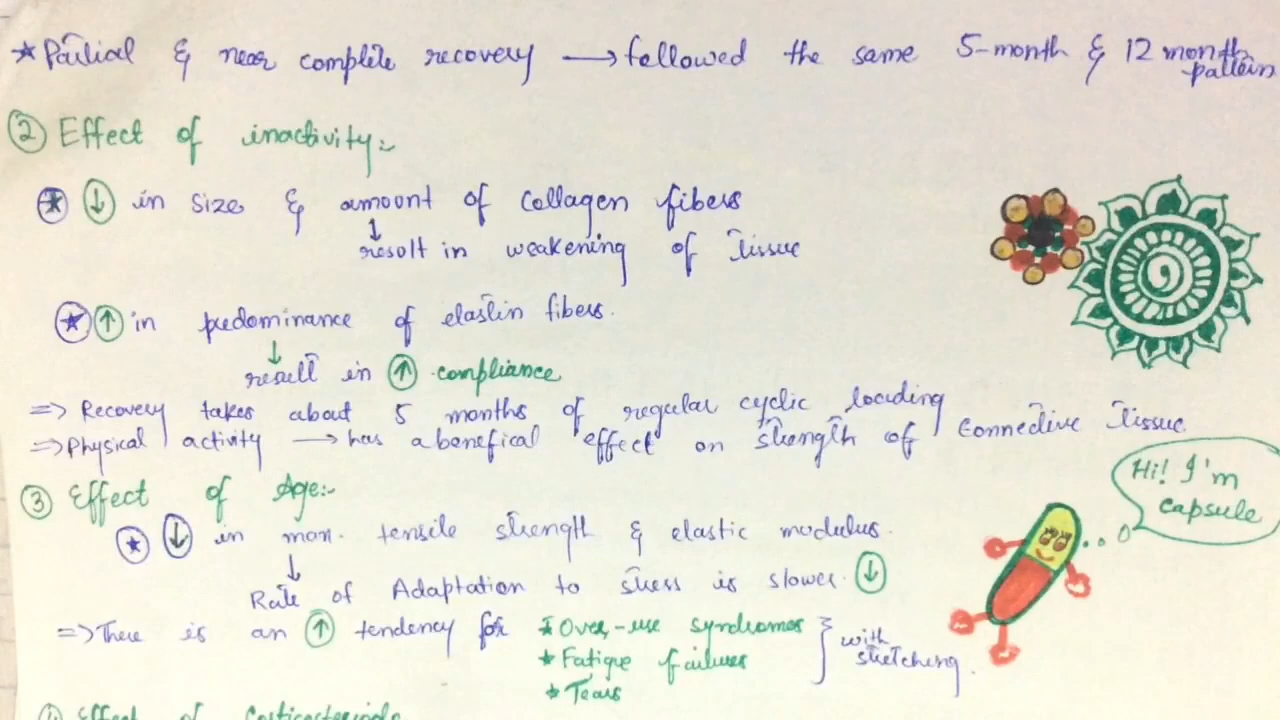 ★ Partial & near complete recovery → followed the same 5-month & 12 month pattern
② Effect of inactivity:-
★ ↓ in size & amount of collagen fibers
↓
result in weakening of tissue
★ ↑ in predominance of elastin fibers.
↓
result in ↑ compliance
⇒ Recovery takes about 5 months of regular cyclic loading
⇒ Physical activity → has a benefical effect on strength of connective tissue
Hi! I'm
capsule
③ Effect of Age:-
★ ↓ in max. tensile strength & elastic modulus.
↓
Rate of Adaptation to stress is slower. ↓
⇒ There is an ↑ tendency for ★ Over-use syndromes
★ Fatigue failures
★ Tears
} with
stretching.
④ Effect of Corticosteriods